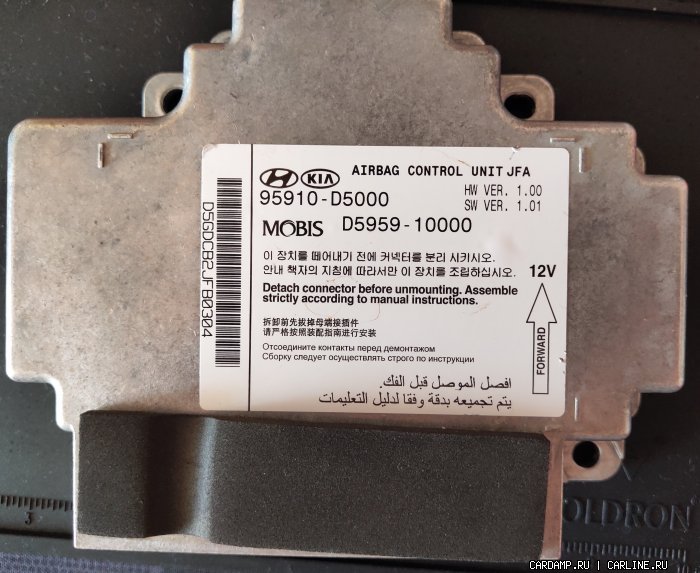 HYUNDAI KIA AIRBAG CONTROL UNIT JFA
95910-D5000
HW VER. 1.00
SW VER. 1.01
MOBIS D5959-10000
D5GDCB2JFB0304
이 장치를 떼어내기 전에 커넥터를 분리 시키시오.
안내 책자의 지침에 따라서만 이 장치를 조립하십시오.
12V
Detach connector before unmounting. Assemble
strictly according to manual instructions.
FORWARD
拆卸前先拔掉母端接插件
请严格按照装配指南进行安装
Отсоедините контакты перед демонтажом
Сборку следует осуществлять строго по инструкции
افصل الموصل قبل الفك.
يتم تجميعه بدقة وفقا لدليل التعليمات
3
OLDRON
CARDAMP.RU | CARLINE.RU